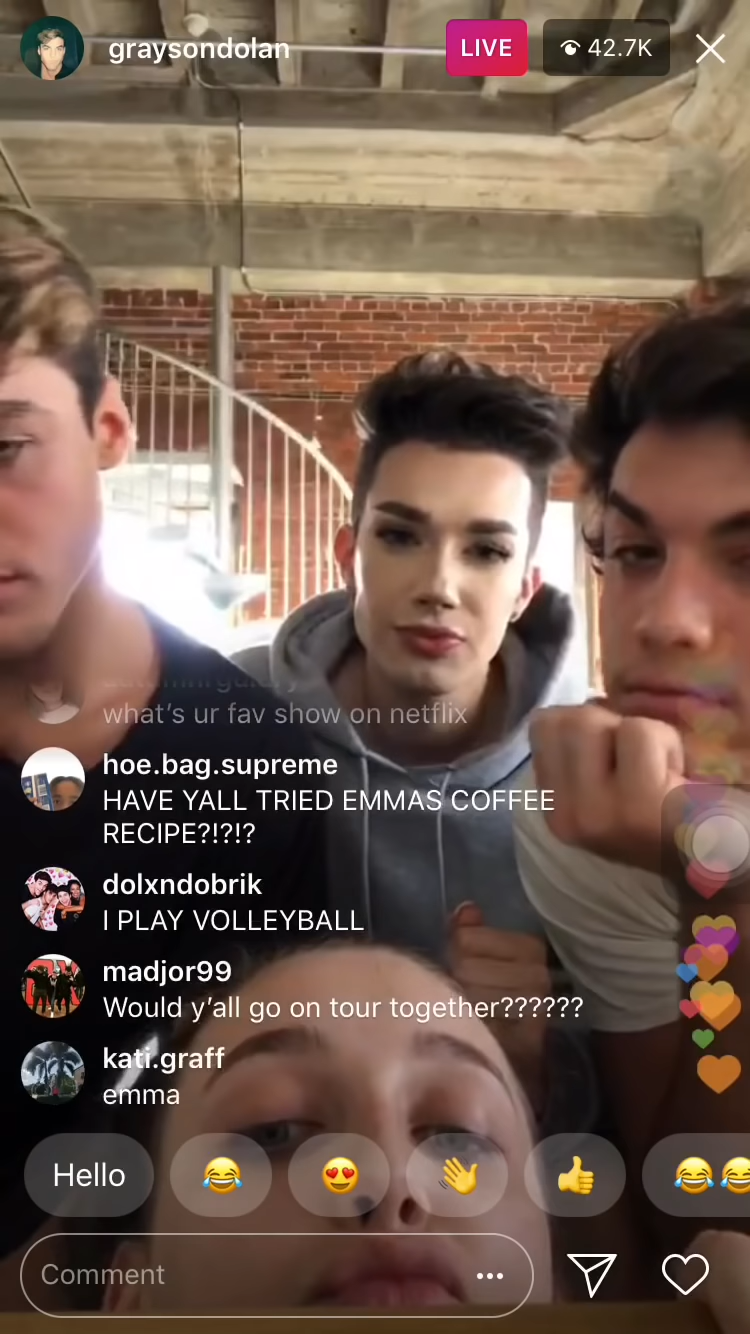 graysondolan
LIVE
42.7K
what's ur fav show on netflix
hoe.bag.supreme
HAVE YALL TRIED EMMAS COFFEE
RECIPE?!?!?
dolxndobrik
I PLAY VOLLEYBALL
madjor99
Would y'all go on tour together??????
kati.graff
emma
Hello
Comment